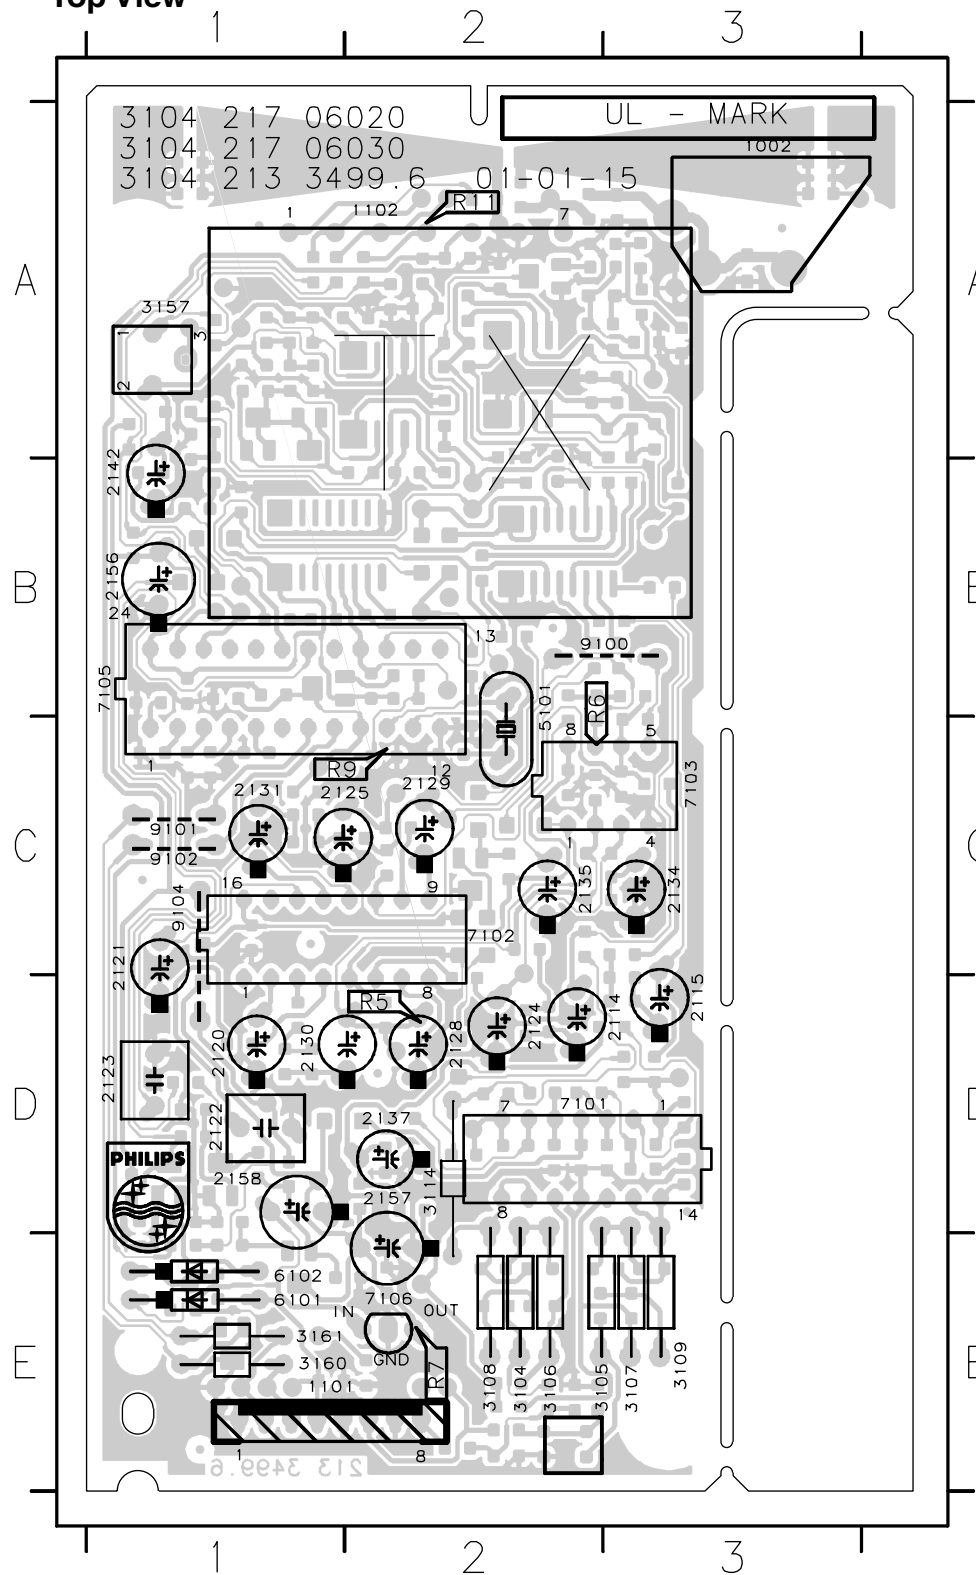 Top View
1 2 3
3104 217 06020
UL - MARK
3104 217 06030
1002
3104 213 3499.6 01-01-15
R11
1 1102 7
A A
3157
1 3
2
2142
2156
B B
24
13
9100
7105
5101
R6
8 5
1
R9
12
7103
2131 2125 2129
9101
C C
9102
1 4
16 9
2135
2134
9104
7102
2121
1 8
R5
2115
2120
2130
2128
2124
2114
2123
D D
7 7101 1
2122
2137
PHILIPS
3114
2158
2157
8 14
6102
6101
7106
IN OUT
3161
3160
GND
E E
R7
1101
3108
3104
3106
3105
3107
3109
1 8
213 3499.6
1 2 3